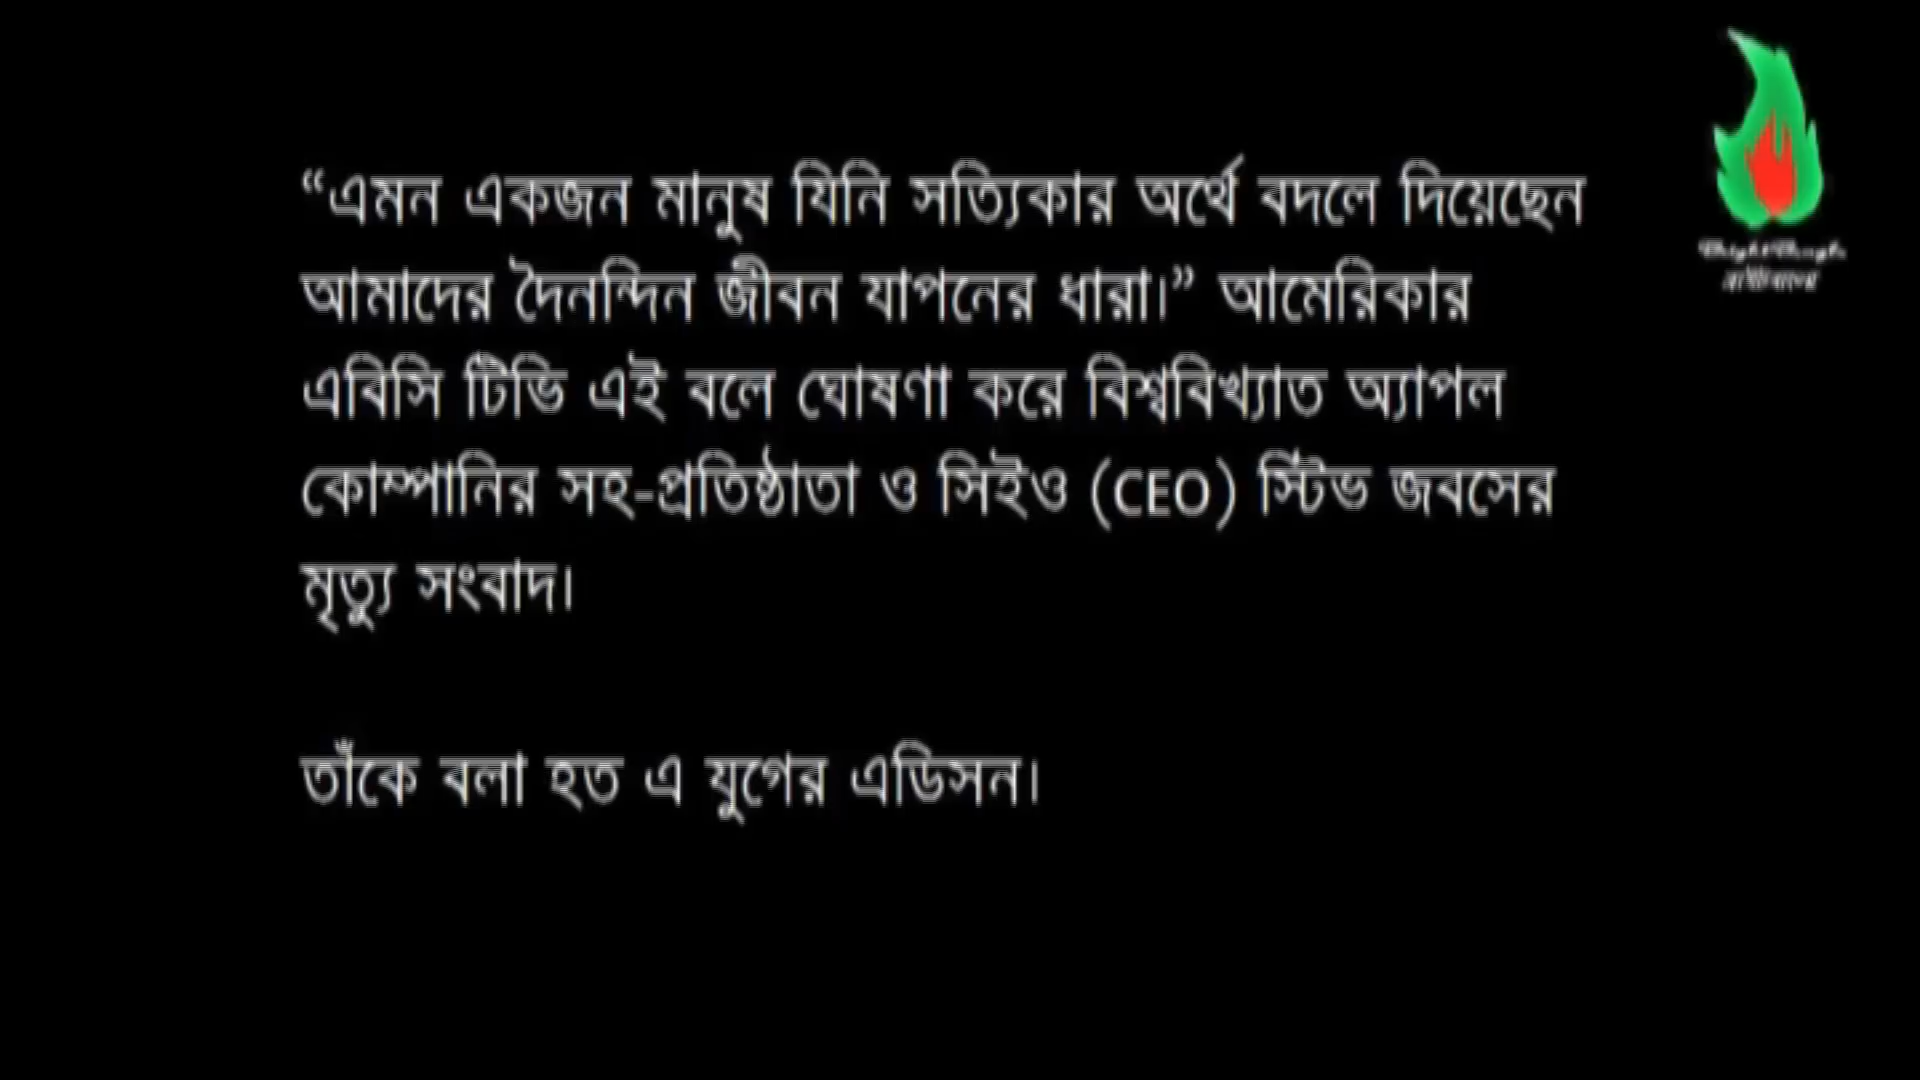 “এমন একজন মানুষ যিনি সত্যিকার অর্থে বদলে দিয়েছেন
আমাদের দৈনন্দিন জীবন যাপনের ধারা।” আমেরিকার
এবিসি টিভি এই বলে ঘোষণা করে বিশ্ববিখ্যাত অ্যাপল
কোম্পানির সহ-প্রতিষ্ঠাতা ও সিইও (CEO) স্টিভ জবসের
মৃত্যু সংবাদ।
তাঁকে বলা হত এ যুগের এডিসন।